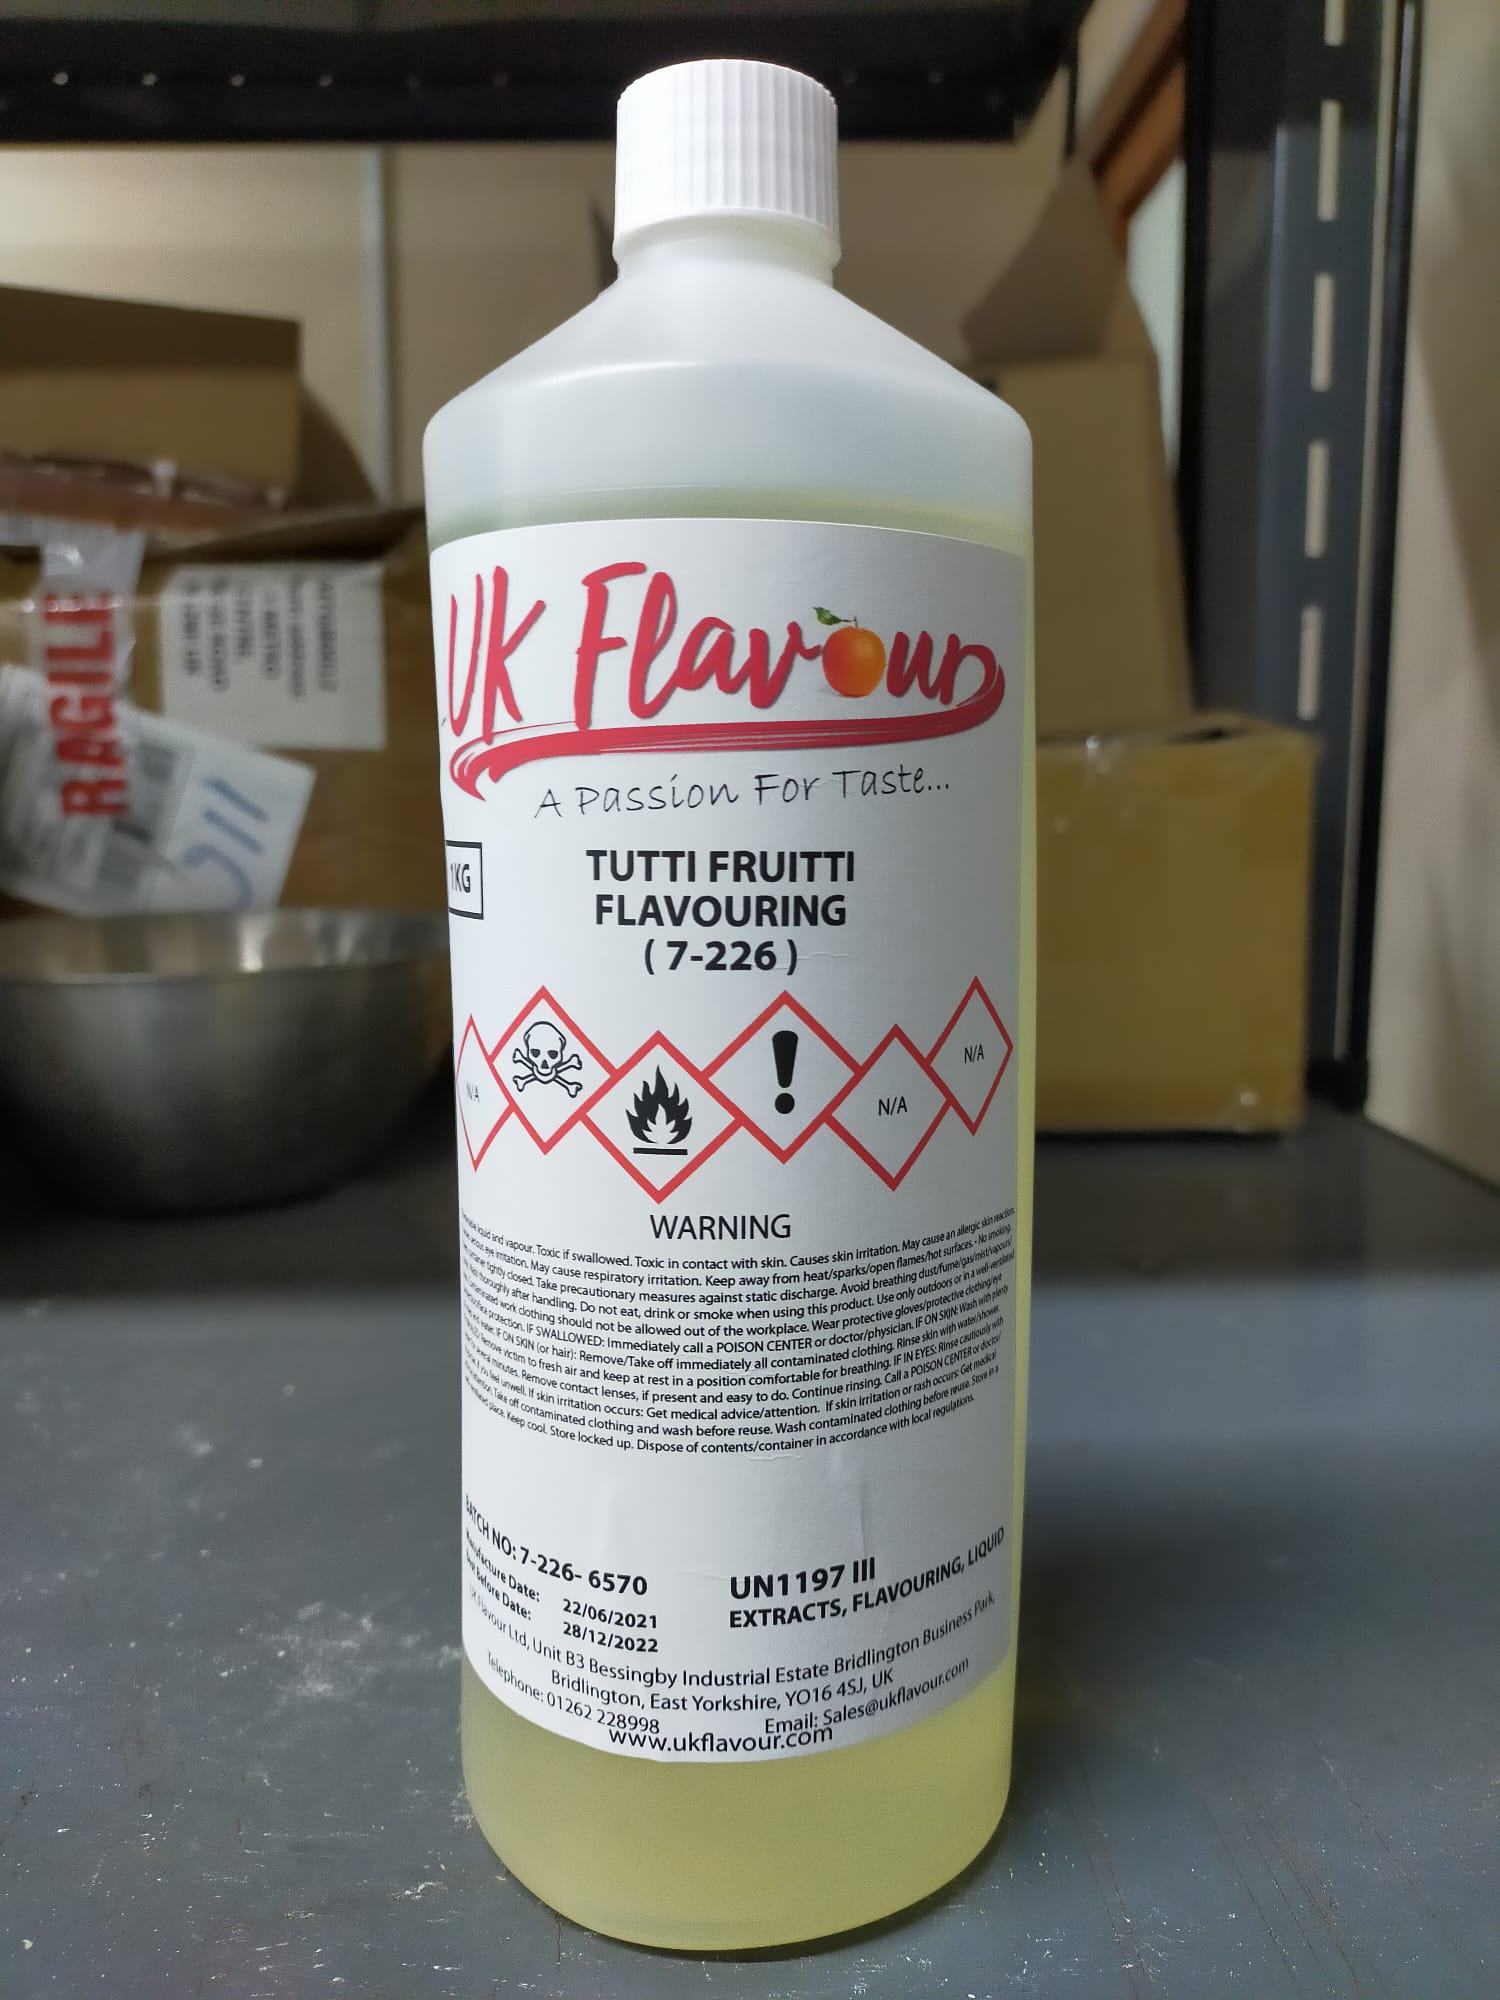 UK Flavour
A Passion For Taste...
1KG
TUTTI FRUITTI
FLAVOURING
( 7-226 )
N/A
N/A
N/A
WARNING
liquid and vapour. Toxic if swallowed. Toxic in contact with skin. Causes skin irritation. May cause an allergic skin reaction.
eye irritation. May cause respiratory irritation. Keep away from heat/sparks/open flames/hot surfaces. - No smoking.
tightly closed. Take precautionary measures against static discharge. Avoid breathing dust/fume/gas/mist/vapours/
thoroughly after handling. Do not eat, drink or smoke when using this product. Use only outdoors or in a well-ventilated
Contaminated work clothing should not be allowed out of the workplace. Wear protective gloves/protective clothing/eye
protection. IF SWALLOWED: Immediately call a POISON CENTER or doctor/physician. IF ON SKIN: Wash with plenty
water. IF ON SKIN (or hair): Remove/Take off immediately all contaminated clothing. Rinse skin with water/shower.
Remove victim to fresh air and keep at rest in a position comfortable for breathing. IF IN EYES: Rinse cautiously with
several minutes. Remove contact lenses, if present and easy to do. Continue rinsing. Call a POISON CENTER or doctor/
if you feel unwell. If skin irritation occurs: Get medical advice/attention. If skin irritation or rash occurs: Get medical
Take off contaminated clothing and wash before reuse. Wash contaminated clothing before reuse. Store in a
place. Keep cool. Store locked up. Dispose of contents/container in accordance with local regulations.
BATCH NO: 7-226- 6570
Manufacture Date: 22/06/2021
Best Before Date: 28/12/2022
UN1197 III
EXTRACTS, FLAVOURING, LIQUID
UK Flavour Ltd, Unit B3 Bessingby Industrial Estate Bridlington Business Park,
Bridlington, East Yorkshire, YO16 4SJ, UK
Telephone: 01262 228998 Email: Sales@ukflavour.com
www.ukflavour.com
RAGILE